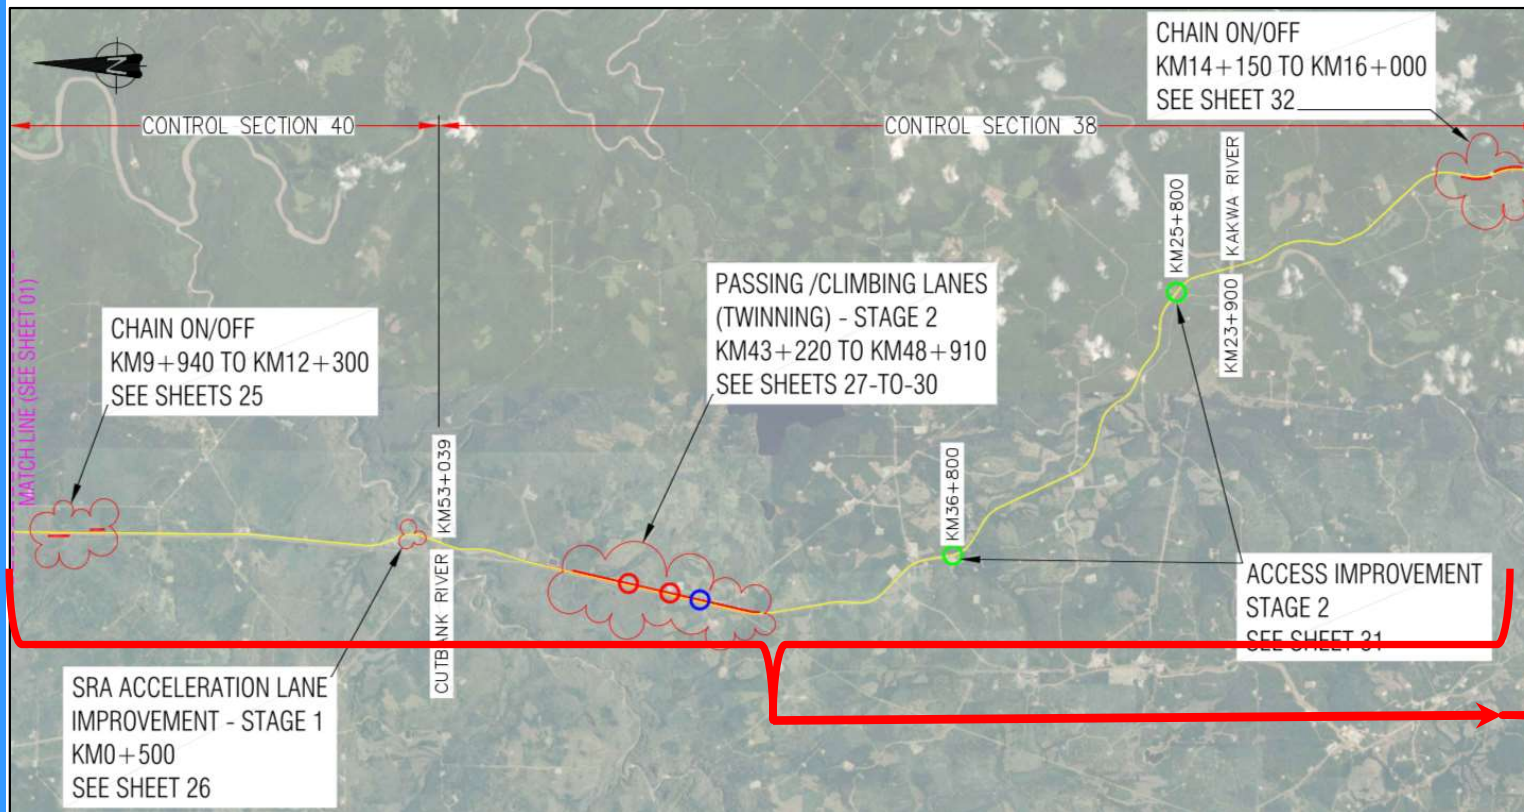 CHAIN ON/OFF
KM14+150 TO KM16+000
SEE SHEET 32
N
CONTROL SECTION 40
CONTROL SECTION 38
KAKWA RIVER
KM25+800
KM23+900
MATCH LINE (SEE SHEET 01)
CHAIN ON/OFF
KM9+940 TO KM12+300
SEE SHEETS 25
PASSING /CLIMBING LANES
(TWINNING) - STAGE 2
KM43+220 TO KM48+910
SEE SHEETS 27-TO-30
KM53+039
CUTBANK RIVER
KM36+800
ACCESS IMPROVEMENT
STAGE 2
SEE SHEET 31
SRA ACCELERATION LANE
IMPROVEMENT - STAGE 1
KM0+500
SEE SHEET 26